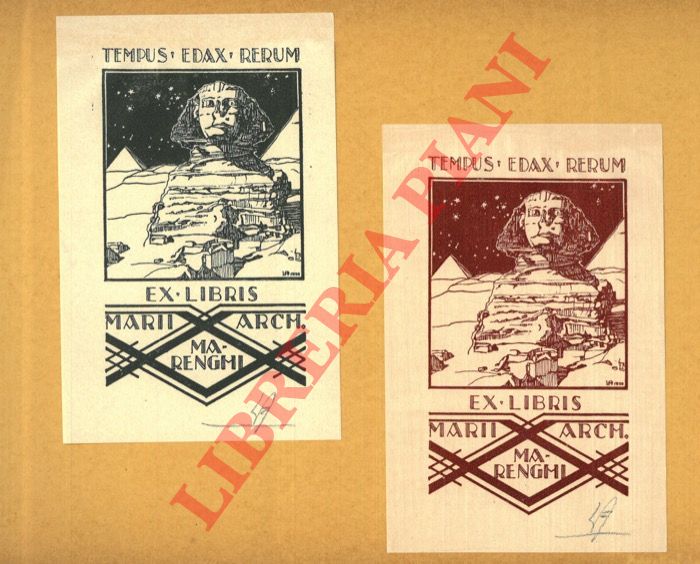 TEMPUS, EDAX, RERUM
EX·LIBRIS
MARII ARCH.
MA-
RENGHI
TEMPUS, EDAX, RERUM
EX·LIBRIS
MARII ARCH.
MA-
RENGHI
LIBRERIA PIANI